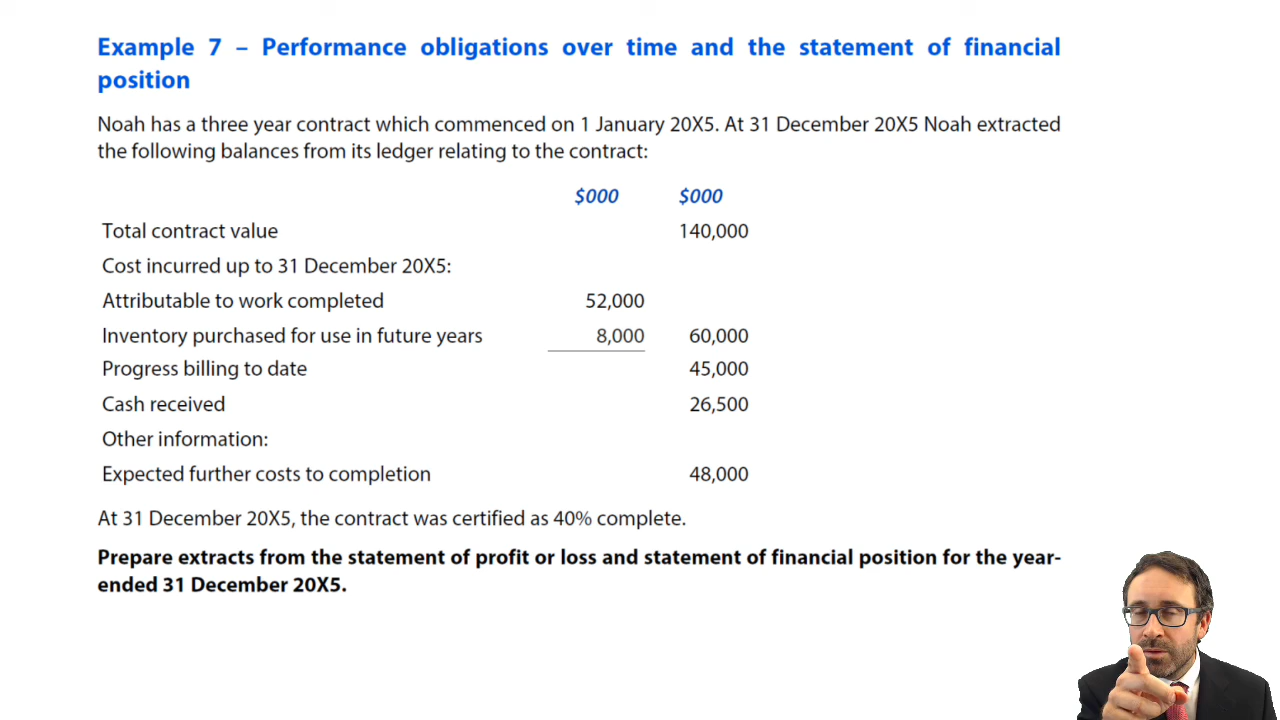 Example 7 – Performance obligations over time and the statement of financial
position
Noah has a three year contract which commenced on 1 January 20X5. At 31 December 20X5 Noah extracted
the following balances from its ledger relating to the contract:
$000 $000
Total contract value 140,000
Cost incurred up to 31 December 20X5:
Attributable to work completed 52,000
Inventory purchased for use in future years 8,000 60,000
Progress billing to date 45,000
Cash received 26,500
Other information:
Expected further costs to completion 48,000
At 31 December 20X5, the contract was certified as 40% complete.
Prepare extracts from the statement of profit or loss and statement of financial position for the year-
ended 31 December 20X5.